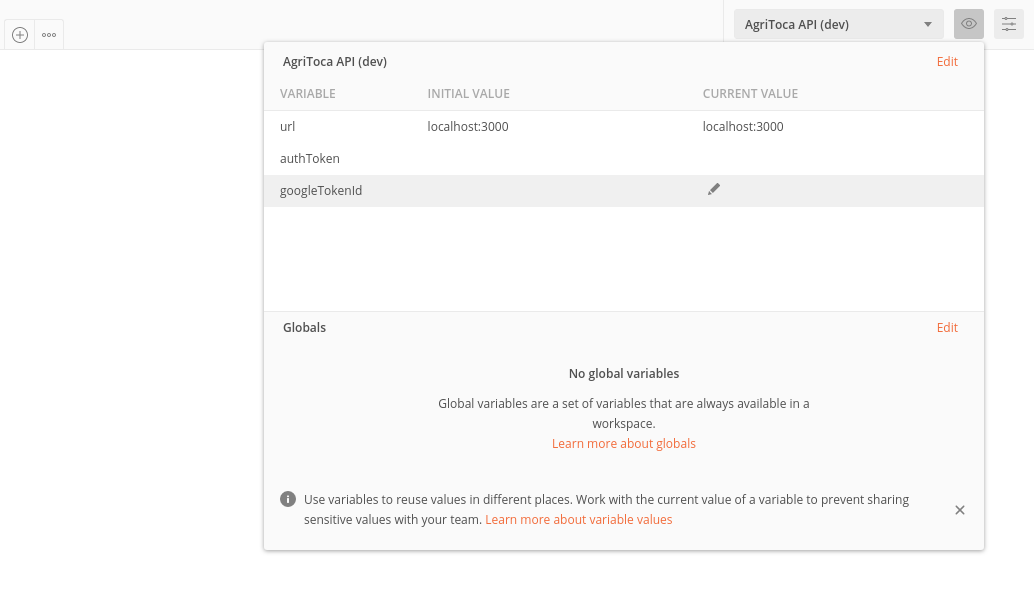 AgriToca API (dev)
AgriToca API (dev) Edit
VARIABLE INITIAL VALUE CURRENT VALUE
url localhost:3000 localhost:3000
authToken
googleTokenId
Globals Edit
No global variables
Global variables are a set of variables that are always available in a
workspace.
Learn more about globals
Use variables to reuse values in different places. Work with the current value of a variable to prevent sharing
sensitive values with your team. Learn more about variable values